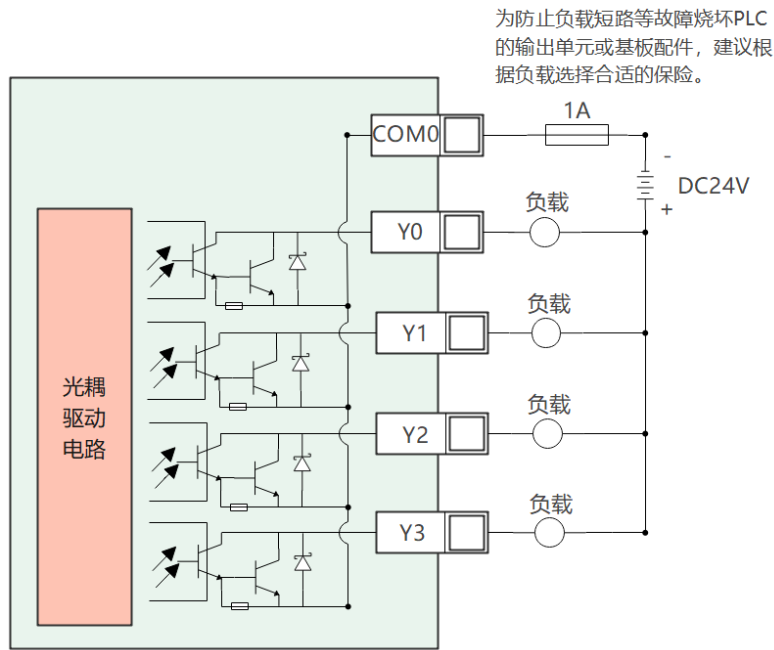 为防止负载短路等故障烧坏PLC
的输出单元或基板配件，建议根
据负载选择合适的保险。
1A
COM0
-
DC24V
+
负载
Y0
负载
Y1
光耦
驱动
电路
负载
Y2
负载
Y3